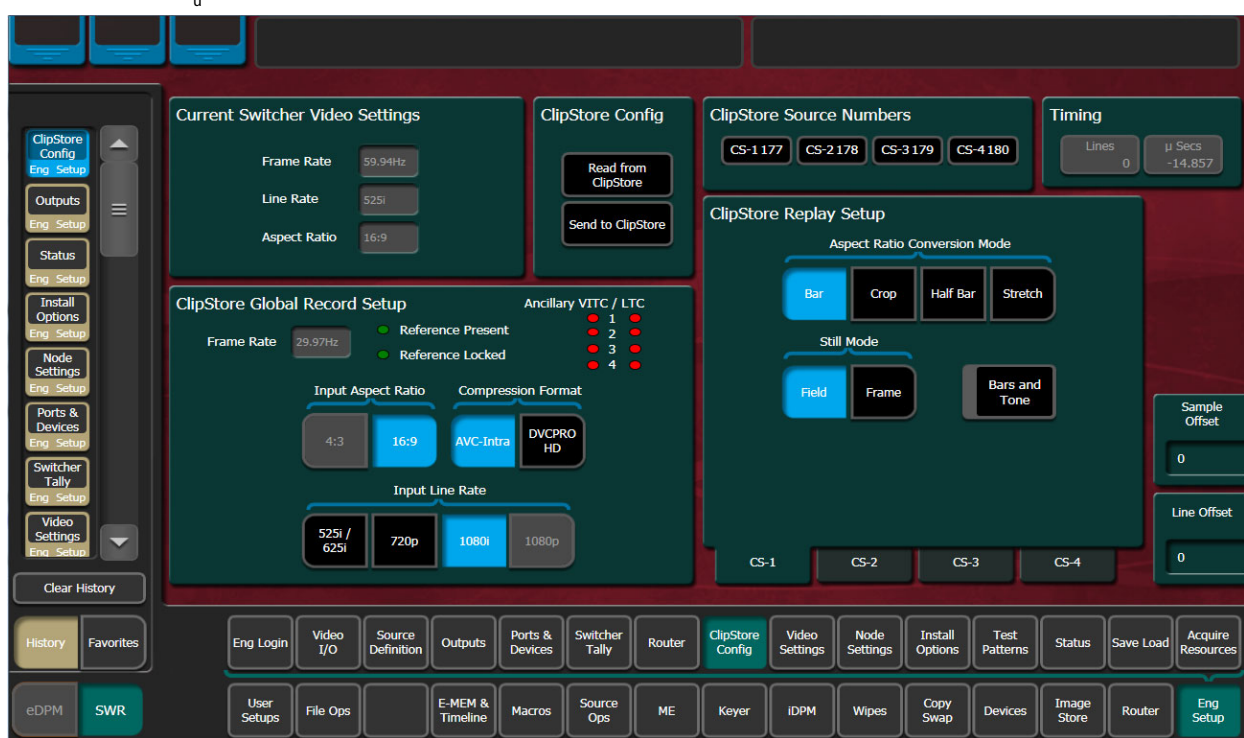 u
Current Switcher Video Settings
Frame Rate 59.94Hz
Line Rate 525i
Aspect Ratio 16:9
ClipStore Config
Read from
ClipStore
Send to ClipStore
ClipStore Source Numbers
CS-1 177 CS-2 178 CS-3 179 CS-4 180
Timing
Lines
0
µ Secs
-14.857
ClipStore
Config
Eng Setup
Outputs
Eng Setup
Status
Eng Setup
Install
Options
Eng Setup
Node
Settings
Eng Setup
Ports &
Devices
Eng Setup
Switcher
Tally
Eng Setup
Video
Settings
Eng Setup
Clear History
History Favorites
ClipStore Global Record Setup
Frame Rate 29.97Hz
Reference Present
Reference Locked
Ancillary VITC / LTC
1
2
3
4
Input Aspect Ratio
4:3 16:9
Compression Format
AVC-Intra
DVCPRO
HD
Input Line Rate
525i /
625i
720p
1080i
1080p
ClipStore Replay Setup
Aspect Ratio Conversion Mode
Bar Crop Half Bar Stretch
Still Mode
Field Frame
Bars and
Tone
CS-1 CS-2 CS-3 CS-4
Sample
Offset
0
Line Offset
0
Eng Login
Video
I/O
Source
Definition
Outputs
Ports &
Devices
Switcher
Tally
Router
ClipStore
Config
Video
Settings
Node
Settings
Install
Options
Test
Patterns
Status
Save Load
Acquire
Resources
eDPM SWR
User
Setups
File Ops
E-MEM &
Timeline
Macros
Source
Ops
ME
Keyer
iDPM
Wipes
Copy
Swap
Devices
Image
Store
Router
Eng
Setup